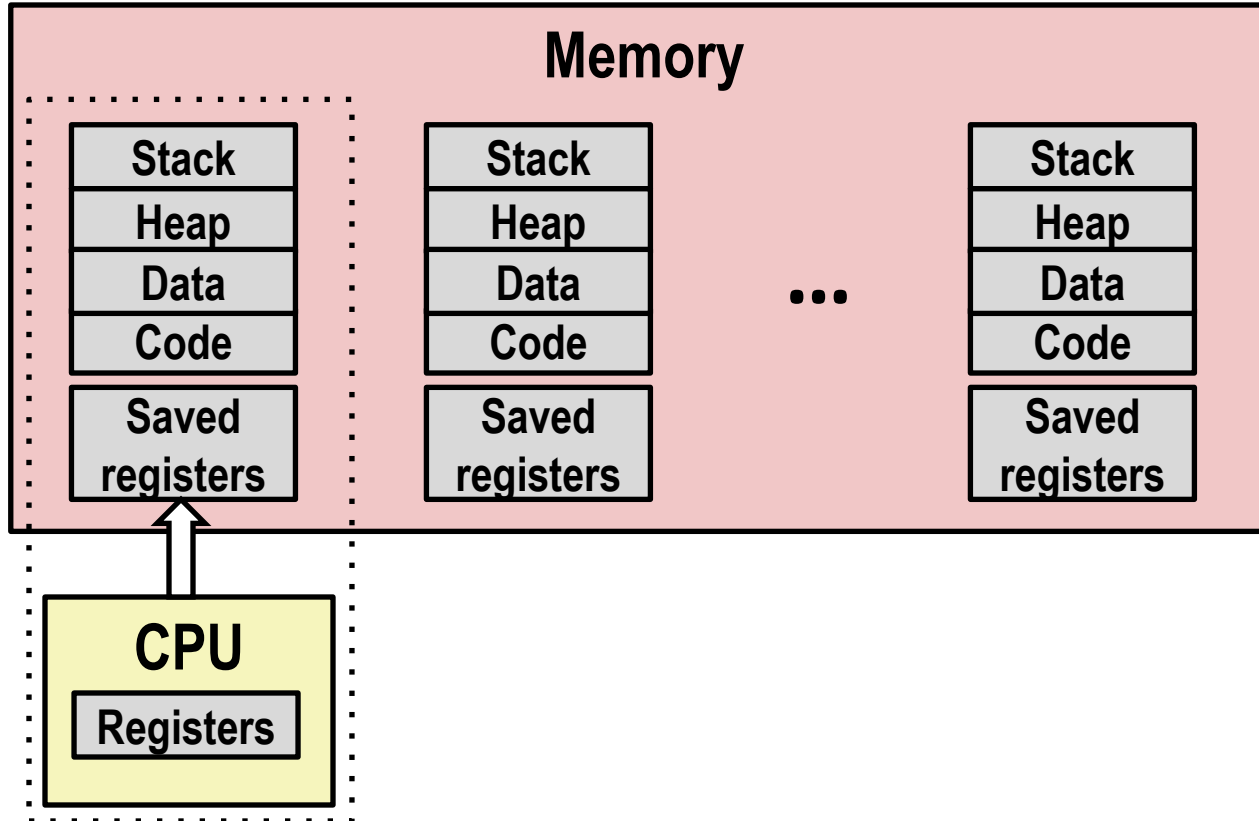 Memory
Stack
Heap
Data
Code
Saved
registers
Stack
Heap
Data
Code
Saved
registers
...
Stack
Heap
Data
Code
Saved
registers
CPU
Registers